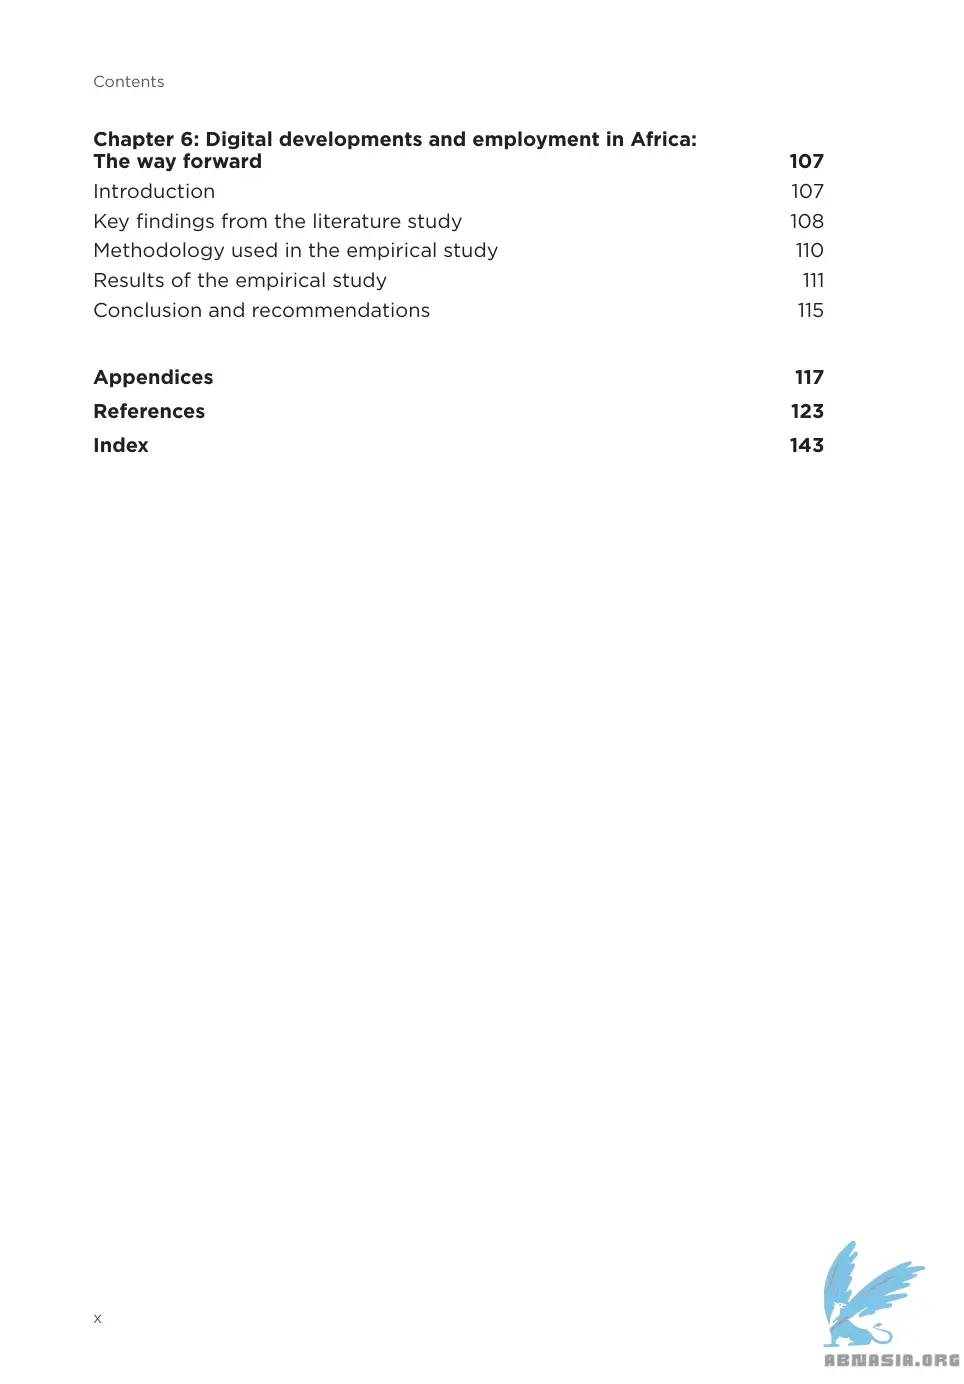 Contents
Chapter 6: Digital developments and employment in Africa:
The way forward 107
Introduction 107
Key findings from the literature study 108
Methodology used in the empirical study 110
Results of the empirical study 111
Conclusion and recommendations 115
Appendices 117
References 123
Index 143
x
ABNASIA.ORG